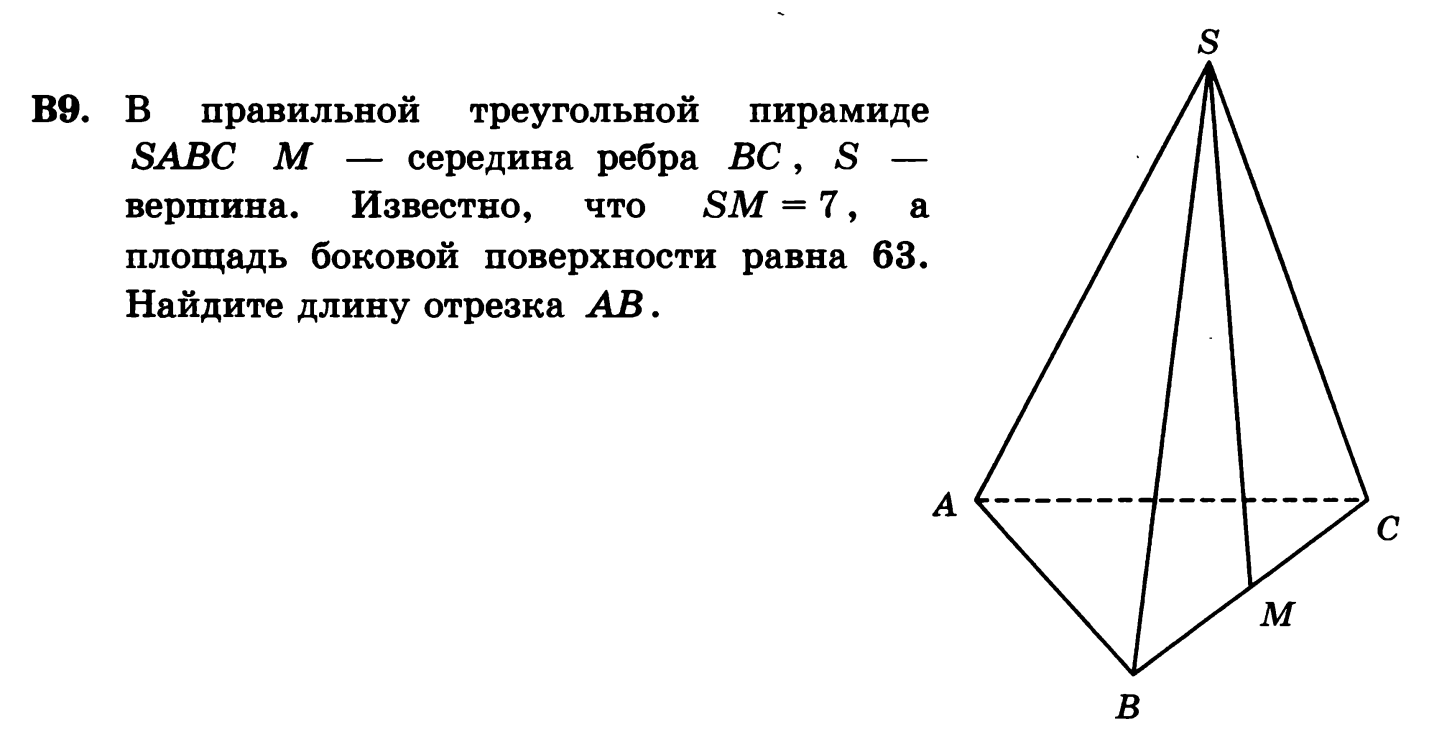 S
В9. В правильной треугольной пирамиде
SABC M — середина ребра BC, S —
вершина. Известно, что SM = 7, а
площадь боковой поверхности равна 63.
Найдите длину отрезка AB.
A
C
M
B